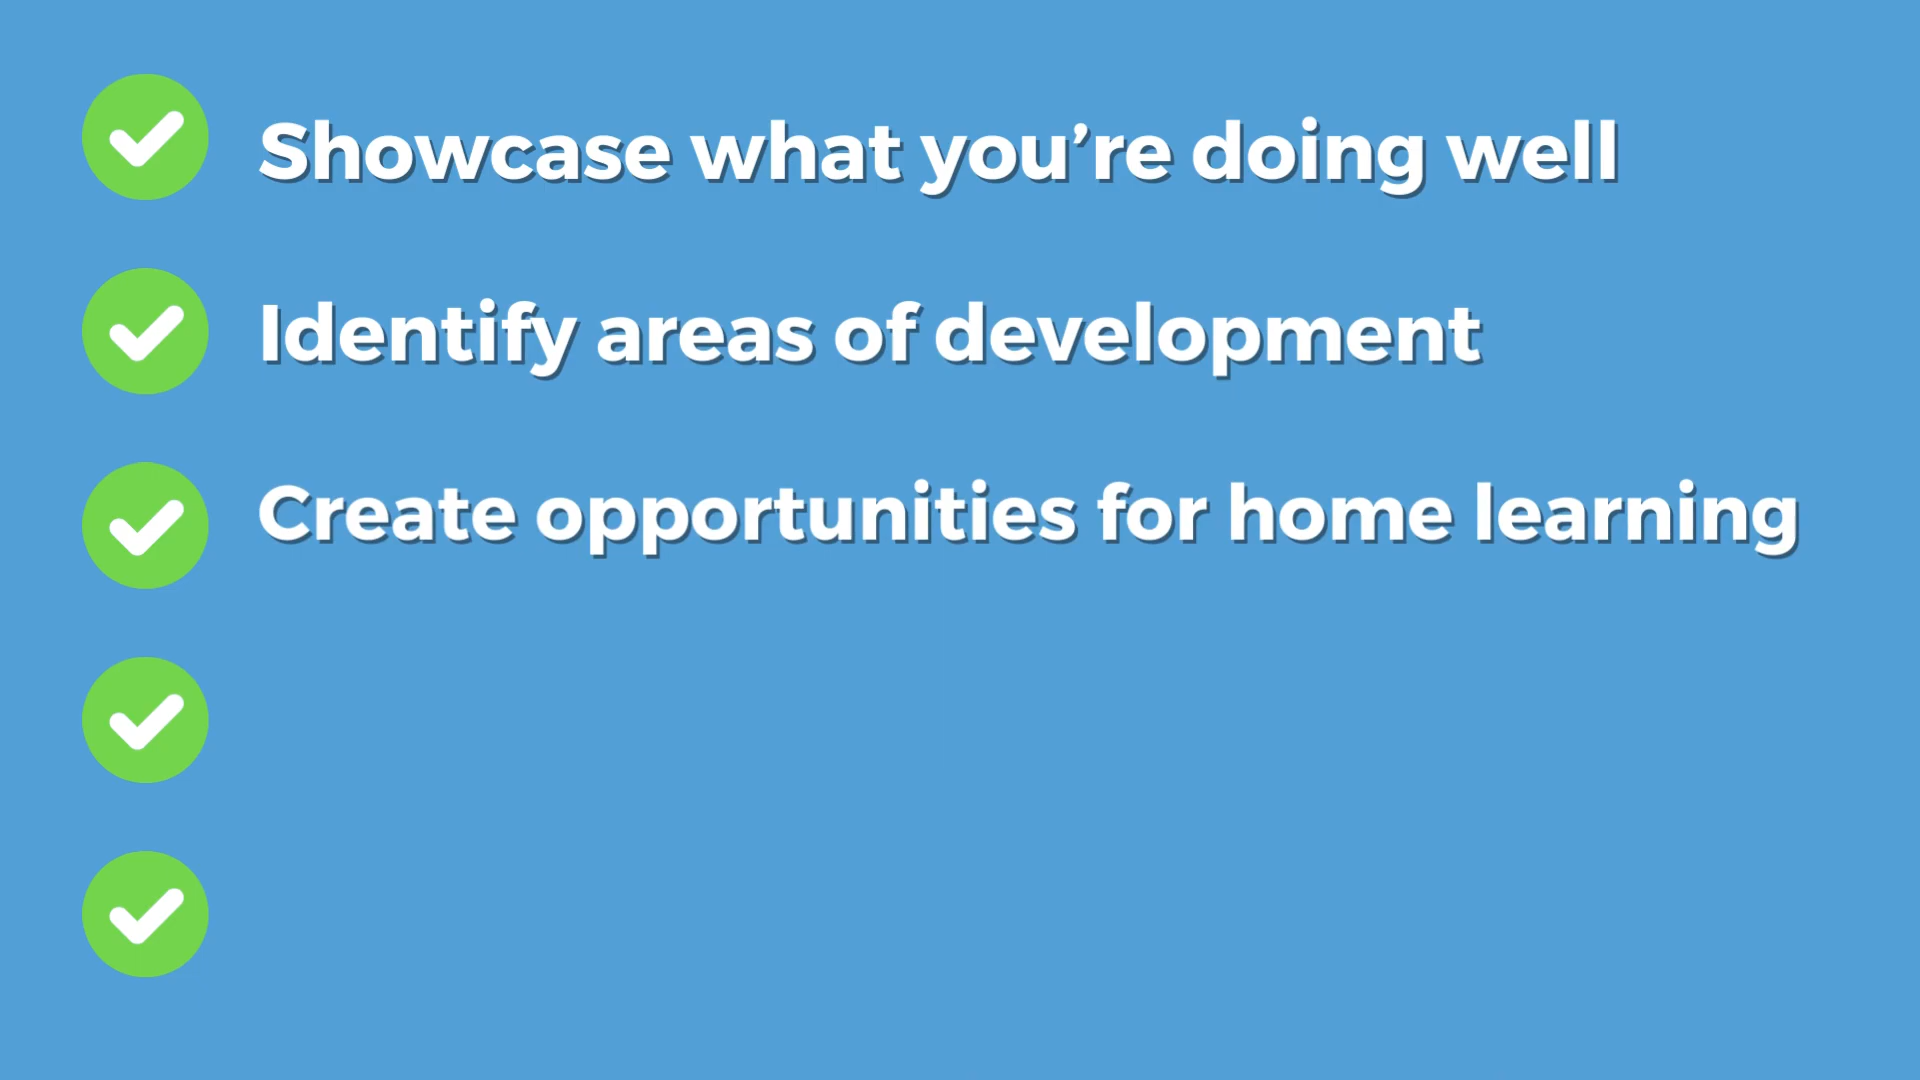 Showcase what you’re doing well
Identify areas of development
Create opportunities for home learning